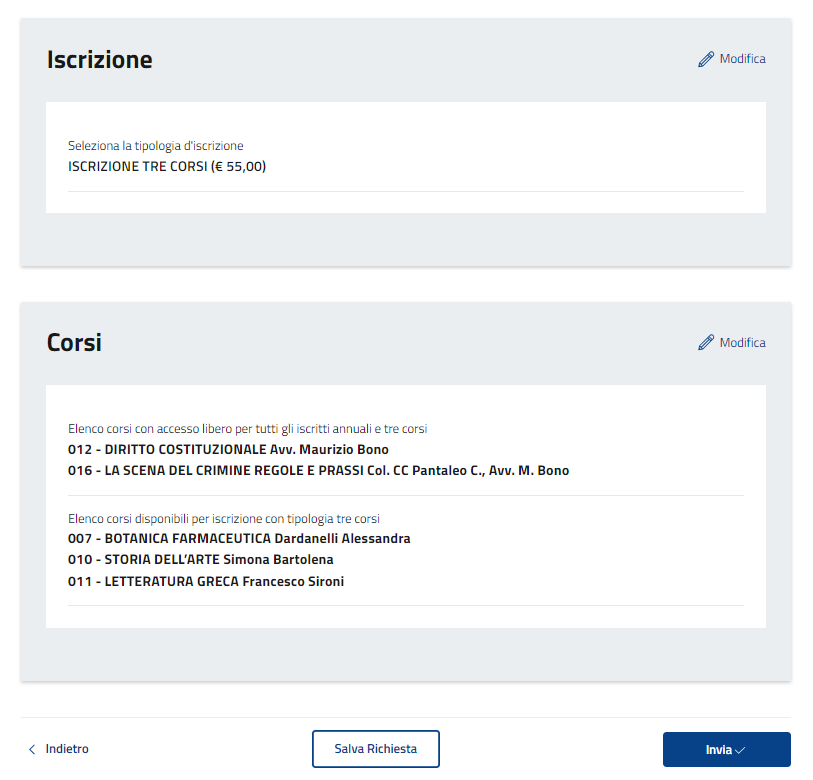 Iscrizione
Modifica
Seleziona la tipologia d'iscrizione
ISCRIZIONE TRE CORSI (€ 55,00)
Corsi
Modifica
Elenco corsi con accesso libero per tutti gli iscritti annuali e tre corsi
012 - DIRITTO COSTITUZIONALE Avv. Maurizio Bono
016 - LA SCENA DEL CRIMINE REGOLE E PRASSI Col. CC Pantaleo C., Avv. M. Bono
Elenco corsi disponibili per iscrizione con tipologia tre corsi
007 - BOTANICA FARMACEUTICA Dardanelli Alessandra
010 - STORIA DELL’ARTE Simona Bartolena
011 - LETTERATURA GRECA Francesco Sironi
Indietro
Salva Richiesta
Invia